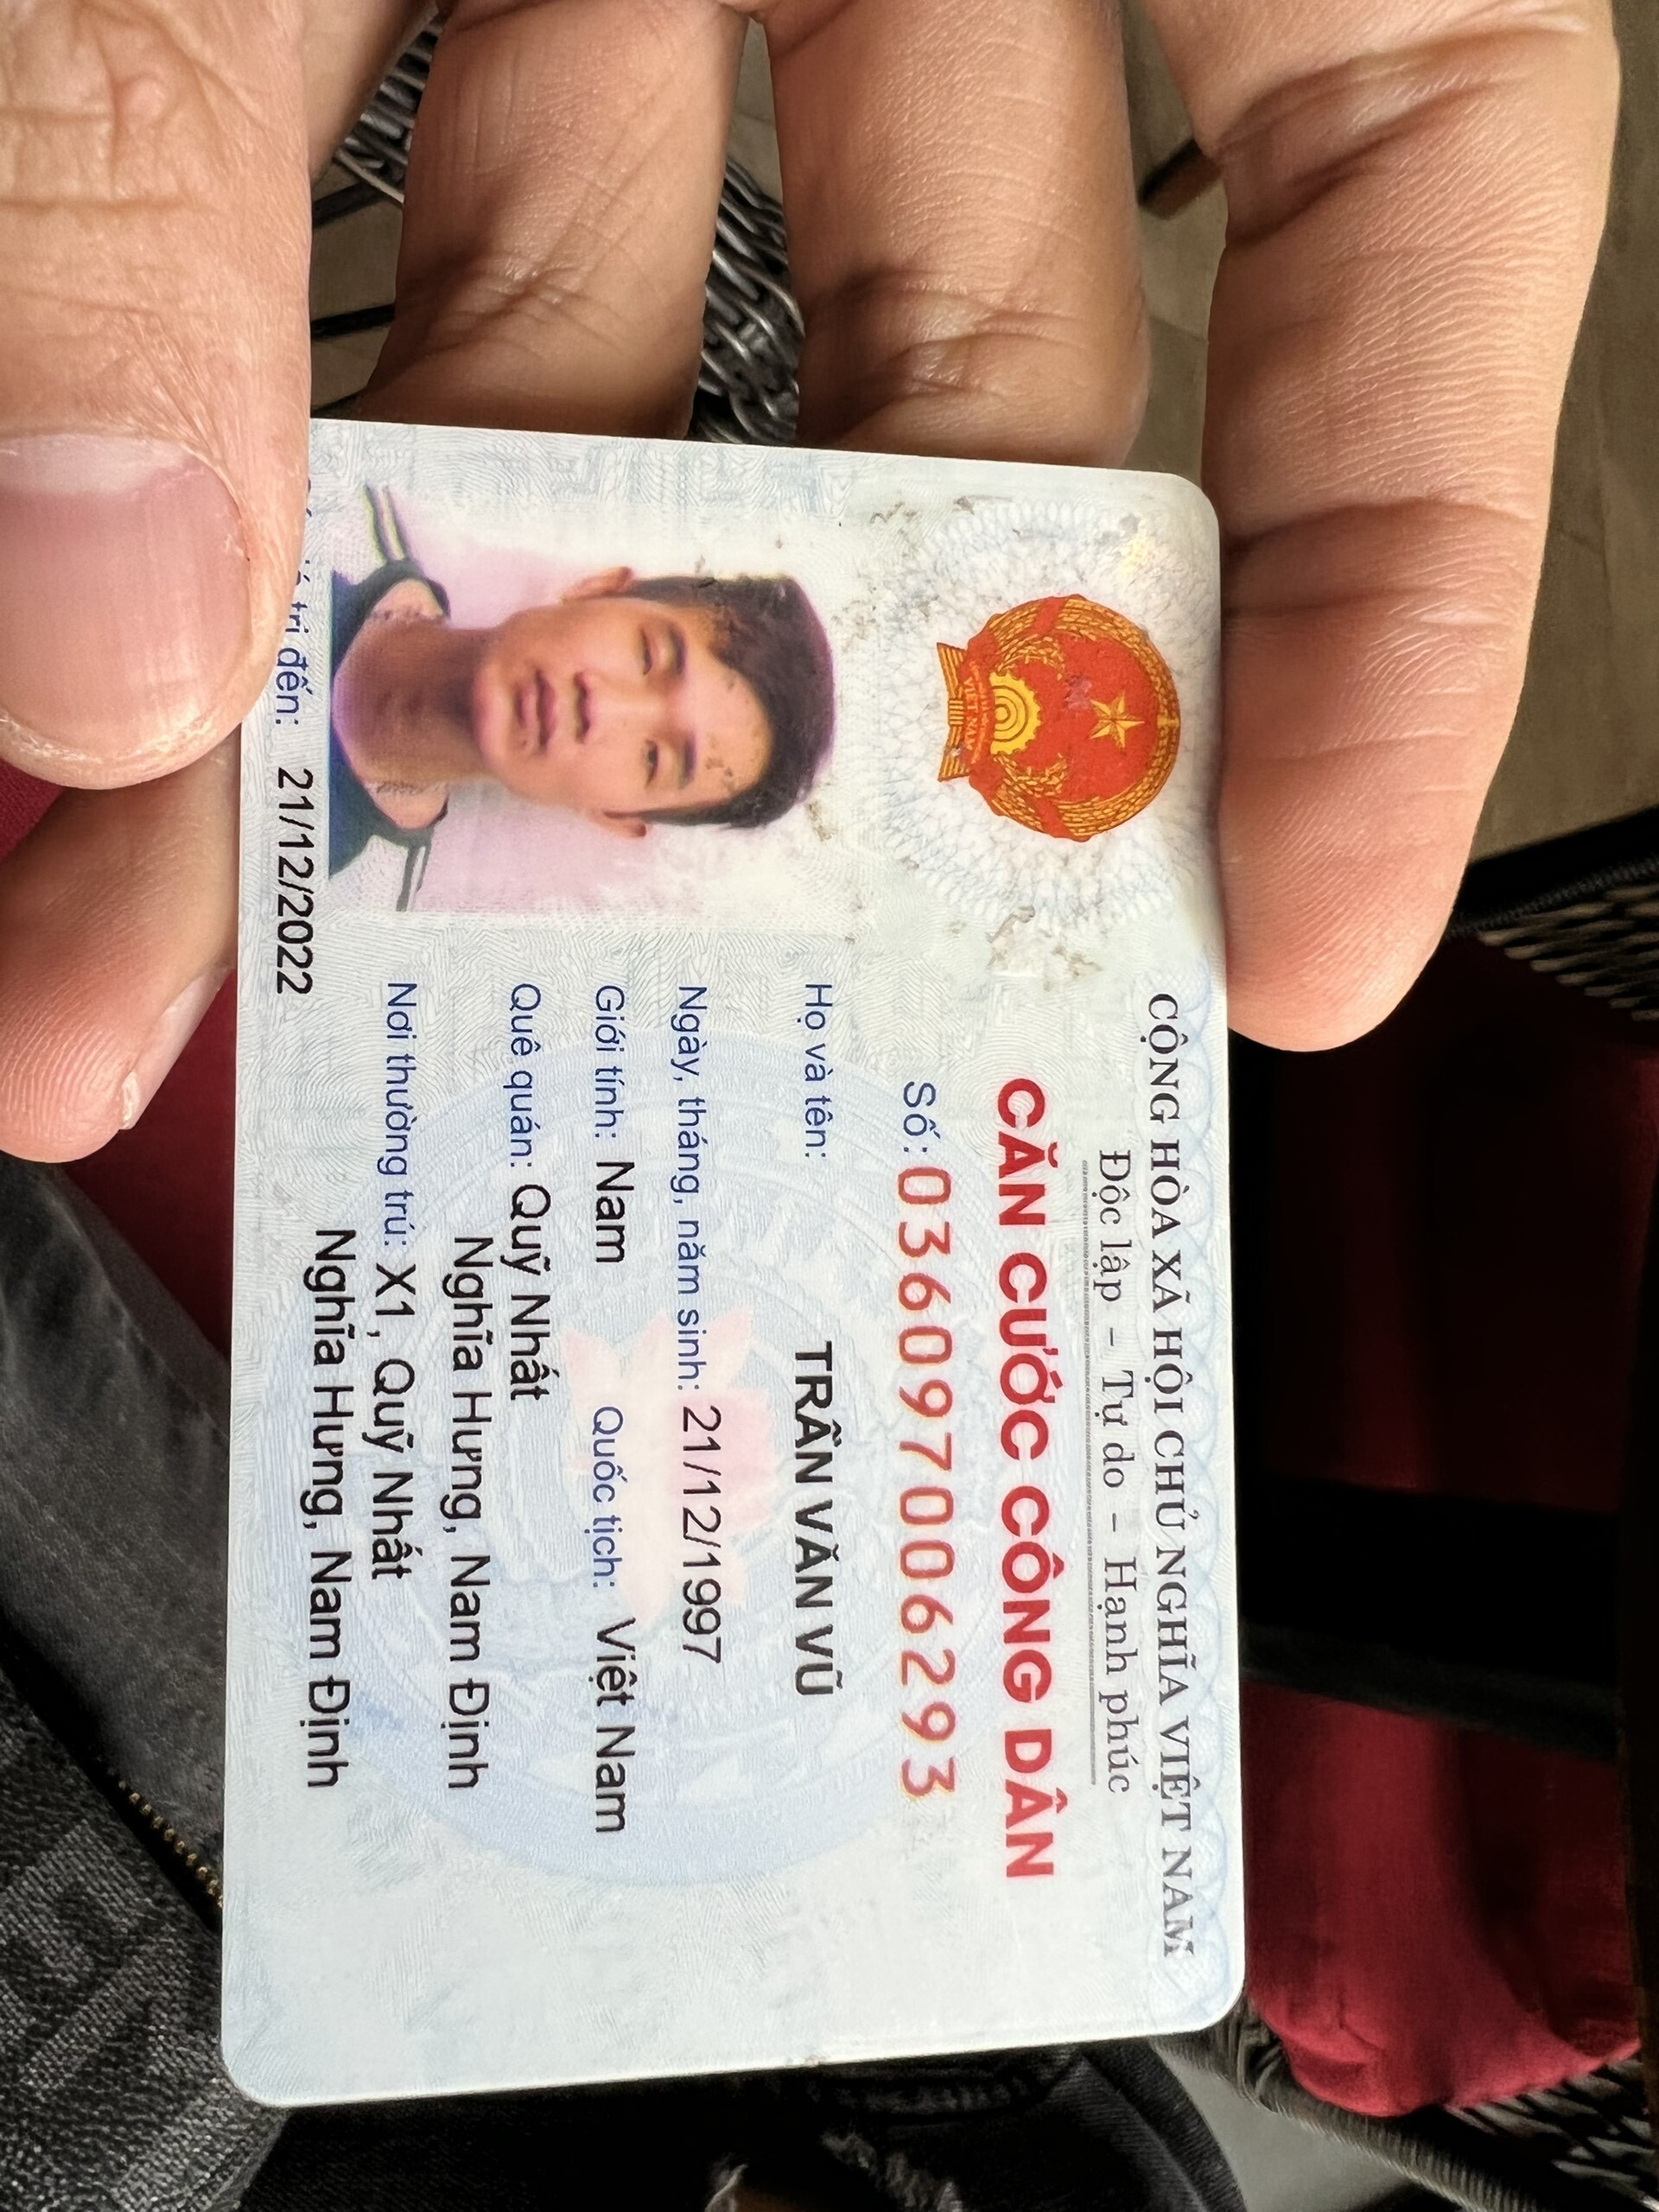 CỘNG HÒA XÃ HỘI CHỦ NGHĨA VIỆT NAM
Độc lập – Tự do – Hạnh phúc
CĂN CƯỚC CÔNG DÂN
Số: 036097006293
Họ và tên: TRẦN VĂN VŨ
Ngày, tháng, năm sinh: 21/12/1997
Giới tính: Nam Quốc tịch: Việt Nam
Quê quán: Quỹ Nhất
Nghĩa Hưng, Nam Định
Nơi thường trú: X1, Quỹ Nhất
Nghĩa Hưng, Nam Định
trị đến: 21/12/2022
VIỆT NAM